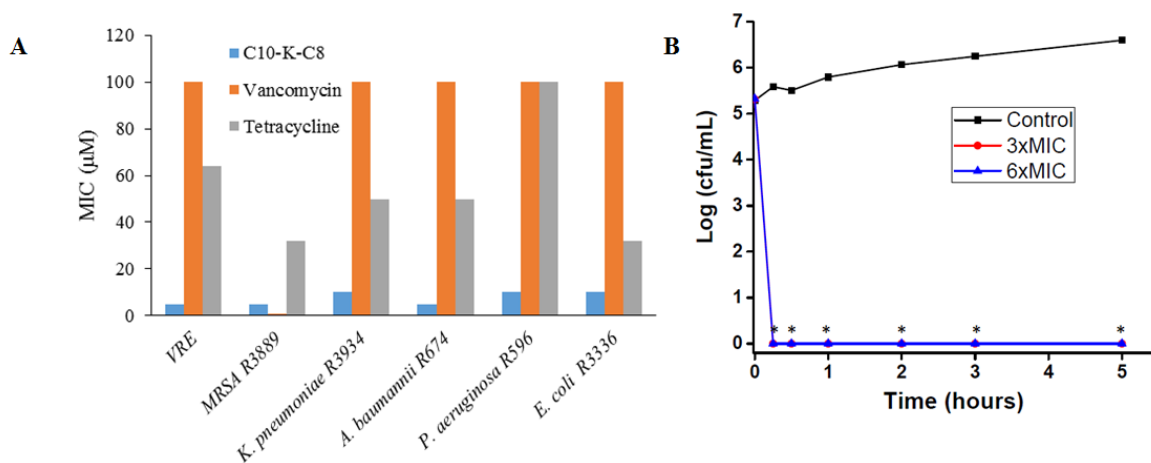 A
MIC (µM)
120
100
80
60
40
20
0
C10-K-C8
Vancomycin
Tetracycline
VRE
MRSA R3889
K. pneumoniae R3934
A. baumannii R674
P. aeruginosa R596
E. coli R3336
B
Log (cfu/mL)
7
6
5
4
3
2
1
0
Control
3xMIC
6xMIC
* * * * * *
0 1 2 3 4 5
Time (hours)